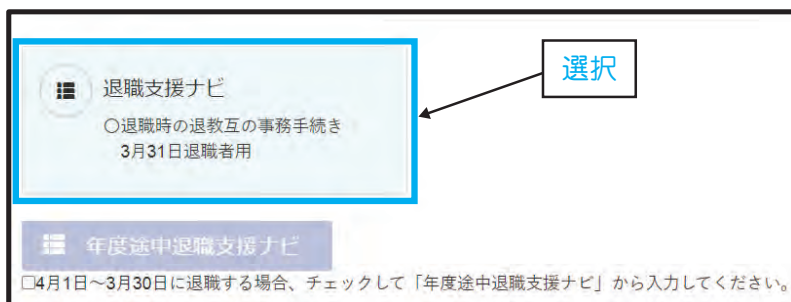 退職支援ナビ
選択
〇退職時の退教互の事務手続き
3月31日退職者用
年度途中退職支援ナビ
□4月1日～3月30日に退職する場合、チェックして「年度途中退職支援ナビ」から入力してください。